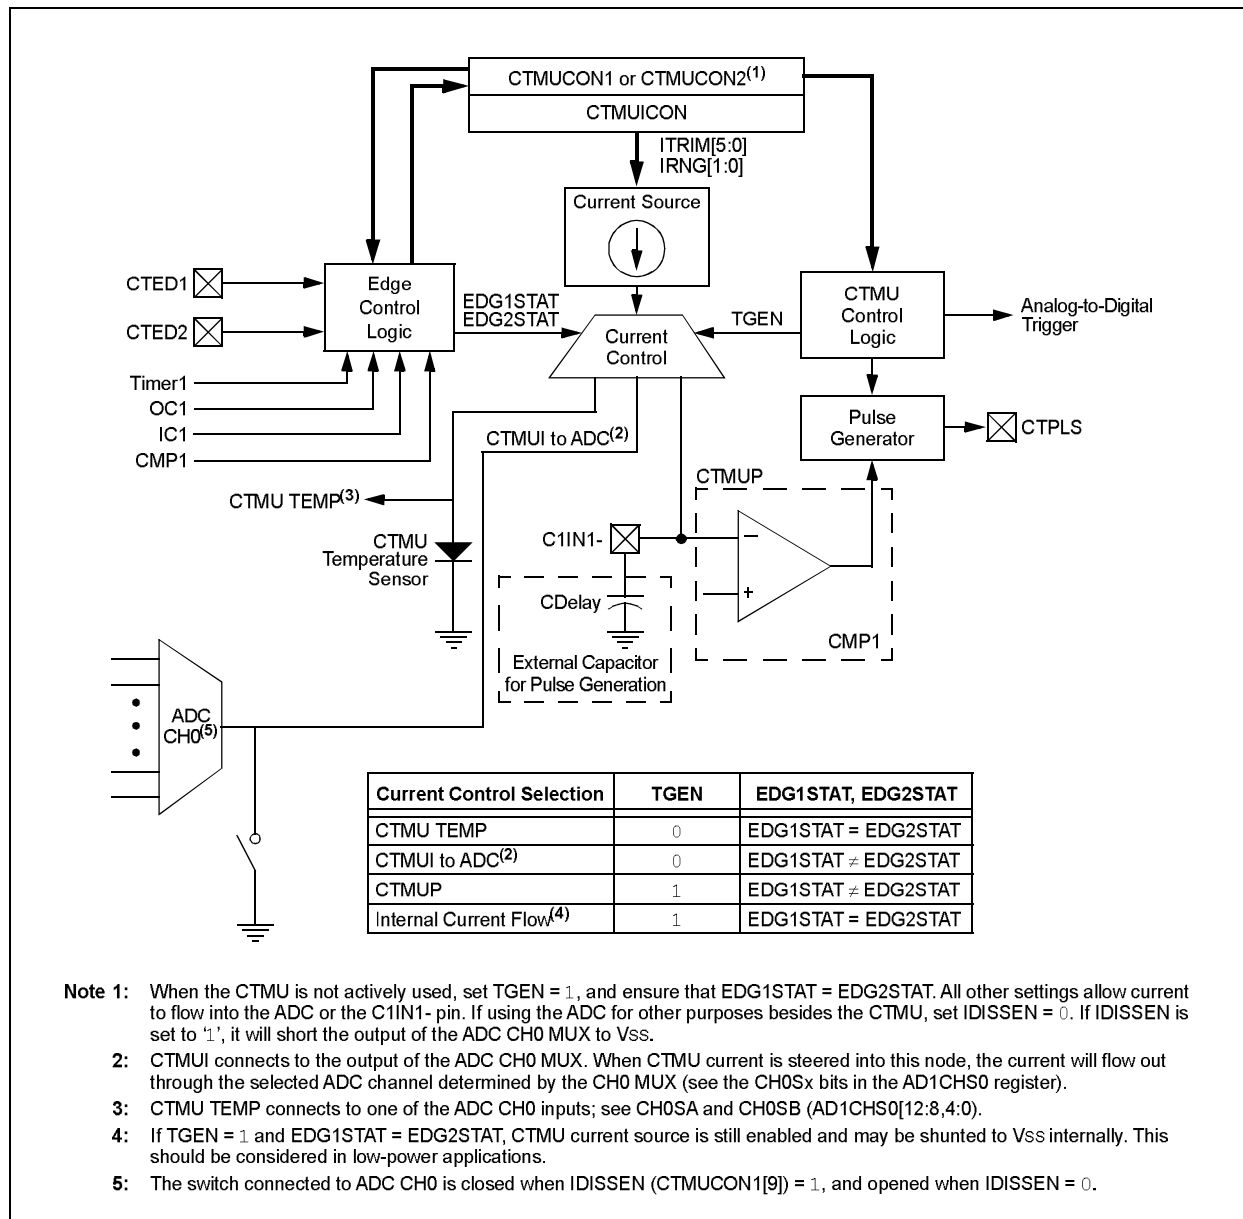 CTMUCON1 or CTMUCON2(1)
CTMUICON
ITRIM[5:0]
IRNG[1:0]
Current Source
CTED1
CTED2
Edge
Control
Logic
EDG1STAT
EDG2STAT
Current
Control
TGEN
CTMU
Control
Logic
Analog-to-Digital
Trigger
Timer1
OC1
IC1
CMP1
Pulse
Generator
CTPLS
CTMUI to ADC(2)
CTMUP
CTMU TEMP(3)
CTMU
Temperature
Sensor
C1IN1-
−
+
CDelay
CMP1
External Capacitor
for Pulse Generation
ADC
CH0(5)
Current Control Selection TGEN EDG1STAT, EDG2STAT
CTMU TEMP 0 EDG1STAT = EDG2STAT
CTMUI to ADC(2) 0 EDG1STAT ≠ EDG2STAT
CTMUP 1 EDG1STAT ≠ EDG2STAT
Internal Current Flow(4) 1 EDG1STAT = EDG2STAT
Note 1: When the CTMU is not actively used, set TGEN = 1, and ensure that EDG1STAT = EDG2STAT. All other settings allow current
to flow into the ADC or the C1IN1- pin. If using the ADC for other purposes besides the CTMU, set IDISSEN = 0. If IDISSEN is
set to ‘1’, it will short the output of the ADC CH0 MUX to VSS.
2: CTMUI connects to the output of the ADC CH0 MUX. When CTMU current is steered into this node, the current will flow out
through the selected ADC channel determined by the CH0 MUX (see the CH0Sx bits in the AD1CHS0 register).
3: CTMU TEMP connects to one of the ADC CH0 inputs; see CH0SA and CH0SB (AD1CHS0[12:8,4:0).
4: If TGEN = 1 and EDG1STAT = EDG2STAT, CTMU current source is still enabled and may be shunted to VSS internally. This
should be considered in low-power applications.
5: The switch connected to ADC CH0 is closed when IDISSEN (CTMUCON1[9]) = 1, and opened when IDISSEN = 0.